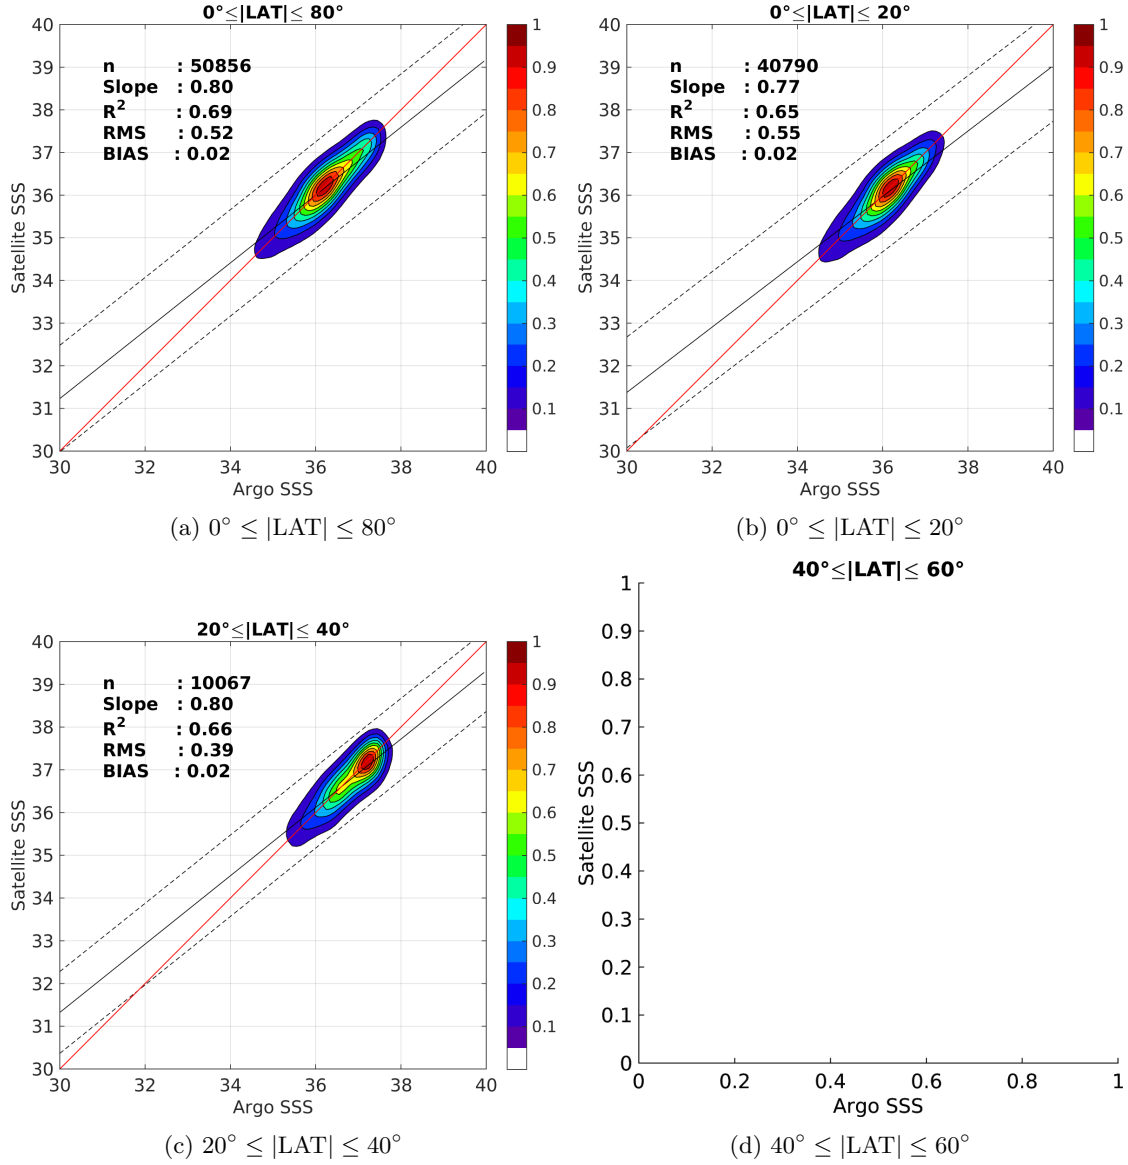 0°≤|LAT|≤ 80°
n : 50856
Slope : 0.80
R² : 0.69
RMS : 0.52
BIAS : 0.02
40
39
38
37
36
35
34
33
32
31
30
30 32 34 36 38 40
Satellite SSS
Argo SSS
1
0.9
0.8
0.7
0.6
0.5
0.4
0.3
0.2
0.1
(a) 0° ≤ |LAT| ≤ 80°
0°≤|LAT|≤ 20°
n : 40790
Slope : 0.77
R² : 0.65
RMS : 0.55
BIAS : 0.02
40
39
38
37
36
35
34
33
32
31
30
30 32 34 36 38 40
Satellite SSS
Argo SSS
1
0.9
0.8
0.7
0.6
0.5
0.4
0.3
0.2
0.1
(b) 0° ≤ |LAT| ≤ 20°
20°≤|LAT|≤ 40°
n : 10067
Slope : 0.80
R² : 0.66
RMS : 0.39
BIAS : 0.02
40
39
38
37
36
35
34
33
32
31
30
30 32 34 36 38 40
Satellite SSS
Argo SSS
1
0.9
0.8
0.7
0.6
0.5
0.4
0.3
0.2
0.1
(c) 20° ≤ |LAT| ≤ 40°
40°≤|LAT|≤ 60°
1
0.9
0.8
0.7
0.6
0.5
0.4
0.3
0.2
0.1
0
0 0.2 0.4 0.6 0.8 1
Satellite SSS
Argo SSS
(d) 40° ≤ |LAT| ≤ 60°